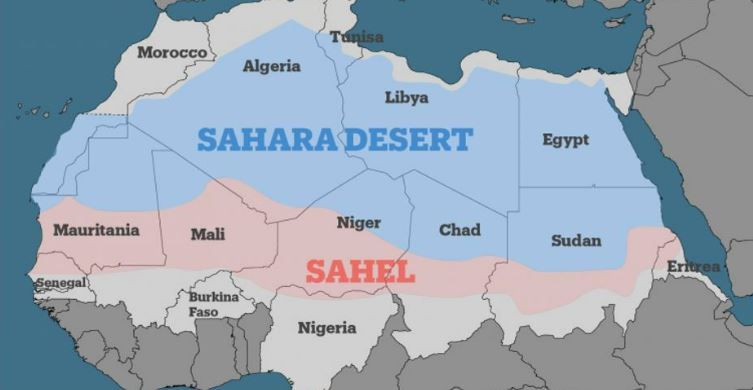 Tunisa
Morocco
Algeria
Libya
SAHARA DESERT
Egypt
Mauritania
Mali
Niger
Chad
Sudan
SAHEL
Eritrea
Senegal
Burkina
Faso
Nigeria